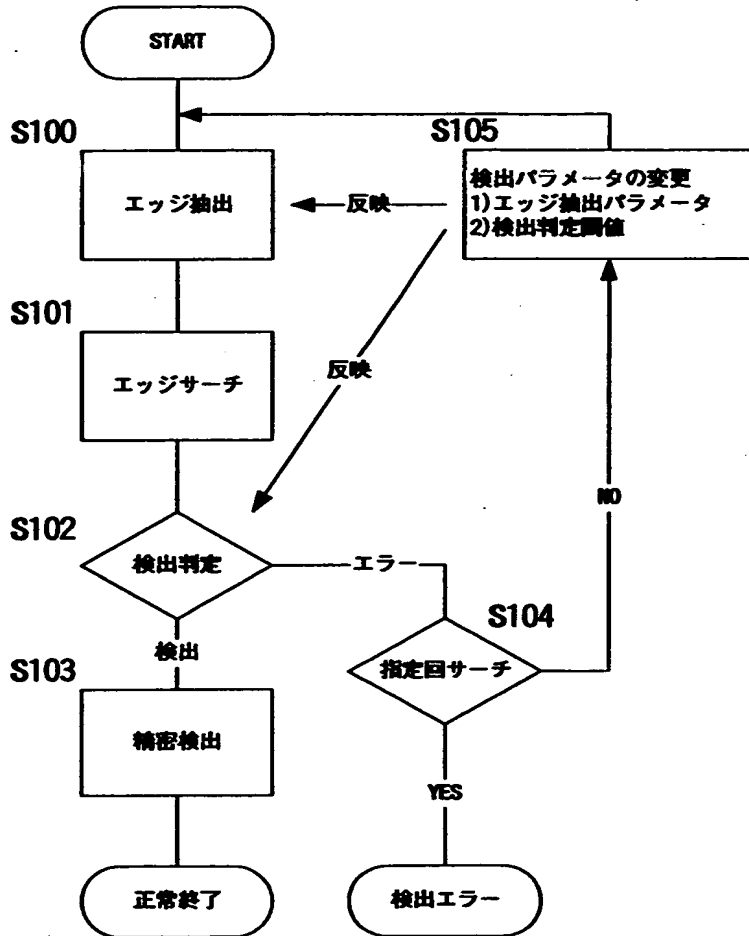 START
S100
エッジ抽出
S105
検出パラメータの変更
1)エッジ抽出パラメータ
2)検出判定閾値
反映
S101
エッジサーチ
反映
S102
検出判定
エラー
NO
検出
S104
指定回サーチ
S103
精密検出
YES
正常終了
検出エラー